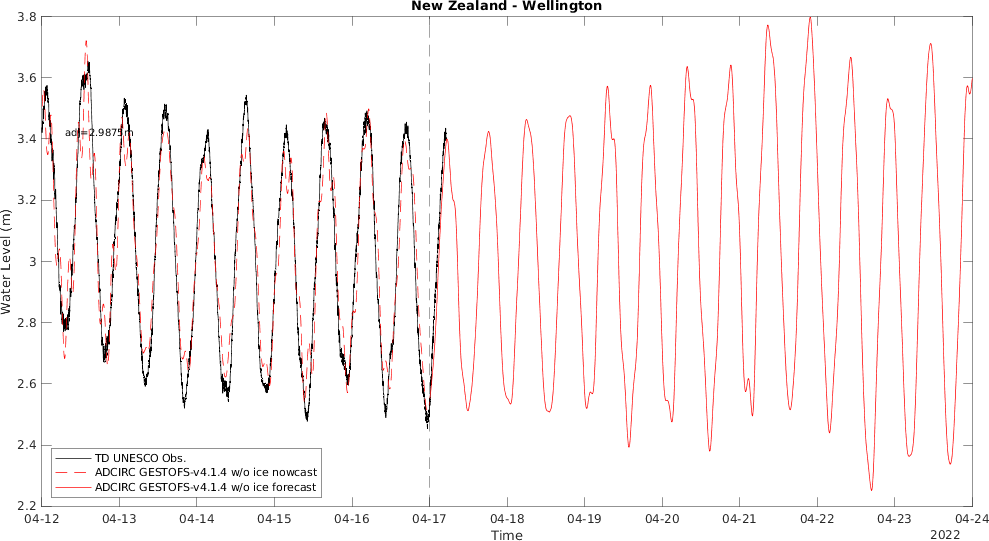 New Zealand - Wellington
3.8
3.6
3.4
3.2
3
2.8
2.6
2.4
2.2
Water Level (m)
adj=2.9875m
TD UNESCO Obs.
ADCIRC GESTOFS-v4.1.4 w/o ice nowcast
ADCIRC GESTOFS-v4.1.4 w/o ice forecast
04-12 04-13 04-14 04-15 04-16 04-17 04-18 04-19 04-20 04-21 04-22 04-23 04-24
Time
2022